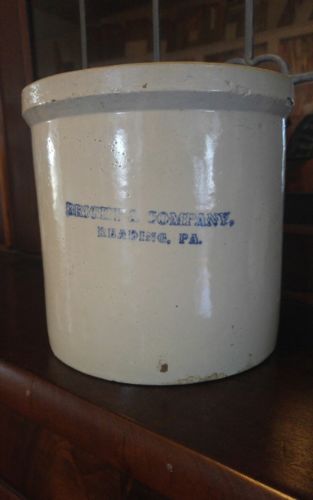 & COMPANY,
READING, PA.